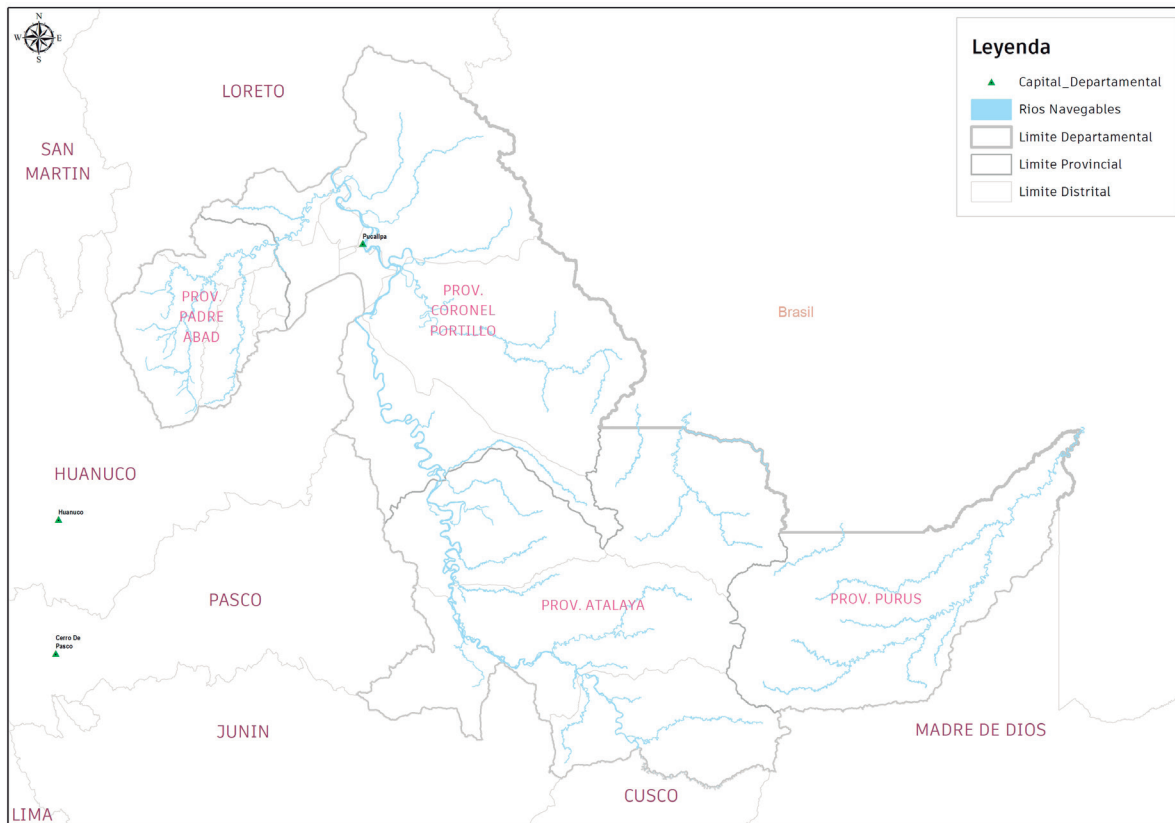 N
W
E
S
Leyenda
Capital_Departamental
Rios Navegables
Limite Departamental
Limite Provincial
Limite Distrital
LORETO
SAN
MARTIN
Pucallpa
PROV.
PADRE
ABAD
PROV.
CORONEL
PORTILLO
Brasil
HUANUCO
Huanuco
PASCO
PROV. ATALAYA
PROV. PURUS
Cerro De
Pasco
JUNIN
MADRE DE DIOS
CUSCO
LIMA